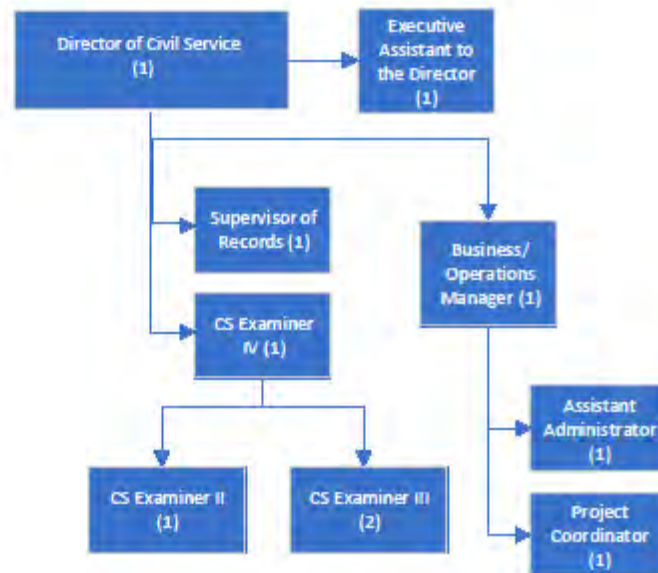 Director of Civil Service
(1)
Executive
Assistant to
the Director
(1)
Supervisor of
Records (1)
Business/
Operations
Manager (1)
CS Examiner
IV (1)
Assistant
Administrator
(1)
CS Examiner II
(1)
CS Examiner III
(2)
Project
Coordinator
(1)